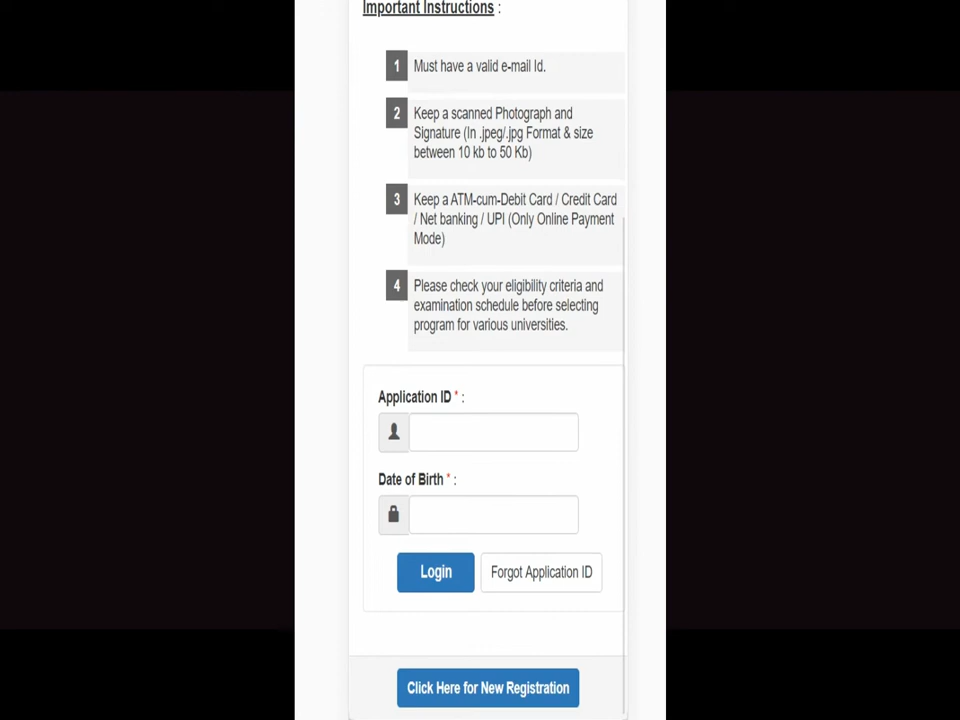 Important Instructions :
1 Must have a valid e-mail Id.
2 Keep a scanned Photograph and
Signature (In .jpeg/.jpg Format & size
between 10 kb to 50 Kb)
3 Keep a ATM-cum-Debit Card / Credit Card
/ Net banking / UPI (Only Online Payment
Mode)
4 Please check your eligibility criteria and
examination schedule before selecting
program for various universities.
Application ID * :
Date of Birth * :
Login Forgot Application ID
Click Here for New Registration